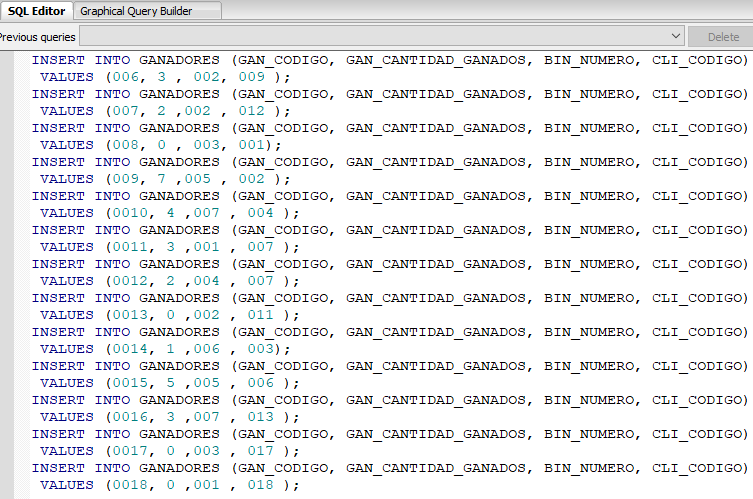 SQL Editor Graphical Query Builder
Previous queries Delete
INSERT INTO GANADORES (GAN_CODIGO, GAN_CANTIDAD_GANADOS, BIN_NUMERO, CLI_CODIGO)
VALUES (006, 3 , 002, 009 );
INSERT INTO GANADORES (GAN_CODIGO, GAN_CANTIDAD_GANADOS, BIN_NUMERO, CLI_CODIGO)
VALUES (007, 2 ,002 , 012 );
INSERT INTO GANADORES (GAN_CODIGO, GAN_CANTIDAD_GANADOS, BIN_NUMERO, CLI_CODIGO)
VALUES (008, 0 , 003, 001);
INSERT INTO GANADORES (GAN_CODIGO, GAN_CANTIDAD_GANADOS, BIN_NUMERO, CLI_CODIGO)
VALUES (009, 7 ,005 , 002 );
INSERT INTO GANADORES (GAN_CODIGO, GAN_CANTIDAD_GANADOS, BIN_NUMERO, CLI_CODIGO)
VALUES (0010, 4 ,007 , 004 );
INSERT INTO GANADORES (GAN_CODIGO, GAN_CANTIDAD_GANADOS, BIN_NUMERO, CLI_CODIGO)
VALUES (0011, 3 ,001 , 007 );
INSERT INTO GANADORES (GAN_CODIGO, GAN_CANTIDAD_GANADOS, BIN_NUMERO, CLI_CODIGO)
VALUES (0012, 2 ,004 , 007 );
INSERT INTO GANADORES (GAN_CODIGO, GAN_CANTIDAD_GANADOS, BIN_NUMERO, CLI_CODIGO)
VALUES (0013, 0 ,002 , 011 );
INSERT INTO GANADORES (GAN_CODIGO, GAN_CANTIDAD_GANADOS, BIN_NUMERO, CLI_CODIGO)
VALUES (0014, 1 ,006 , 003);
INSERT INTO GANADORES (GAN_CODIGO, GAN_CANTIDAD_GANADOS, BIN_NUMERO, CLI_CODIGO)
VALUES (0015, 5 ,005 , 006 );
INSERT INTO GANADORES (GAN_CODIGO, GAN_CANTIDAD_GANADOS, BIN_NUMERO, CLI_CODIGO)
VALUES (0016, 3 ,007 , 013 );
INSERT INTO GANADORES (GAN_CODIGO, GAN_CANTIDAD_GANADOS, BIN_NUMERO, CLI_CODIGO)
VALUES (0017, 0 ,003 , 017 );
INSERT INTO GANADORES (GAN_CODIGO, GAN_CANTIDAD_GANADOS, BIN_NUMERO, CLI_CODIGO)
VALUES (0018, 0 ,001 , 018 );